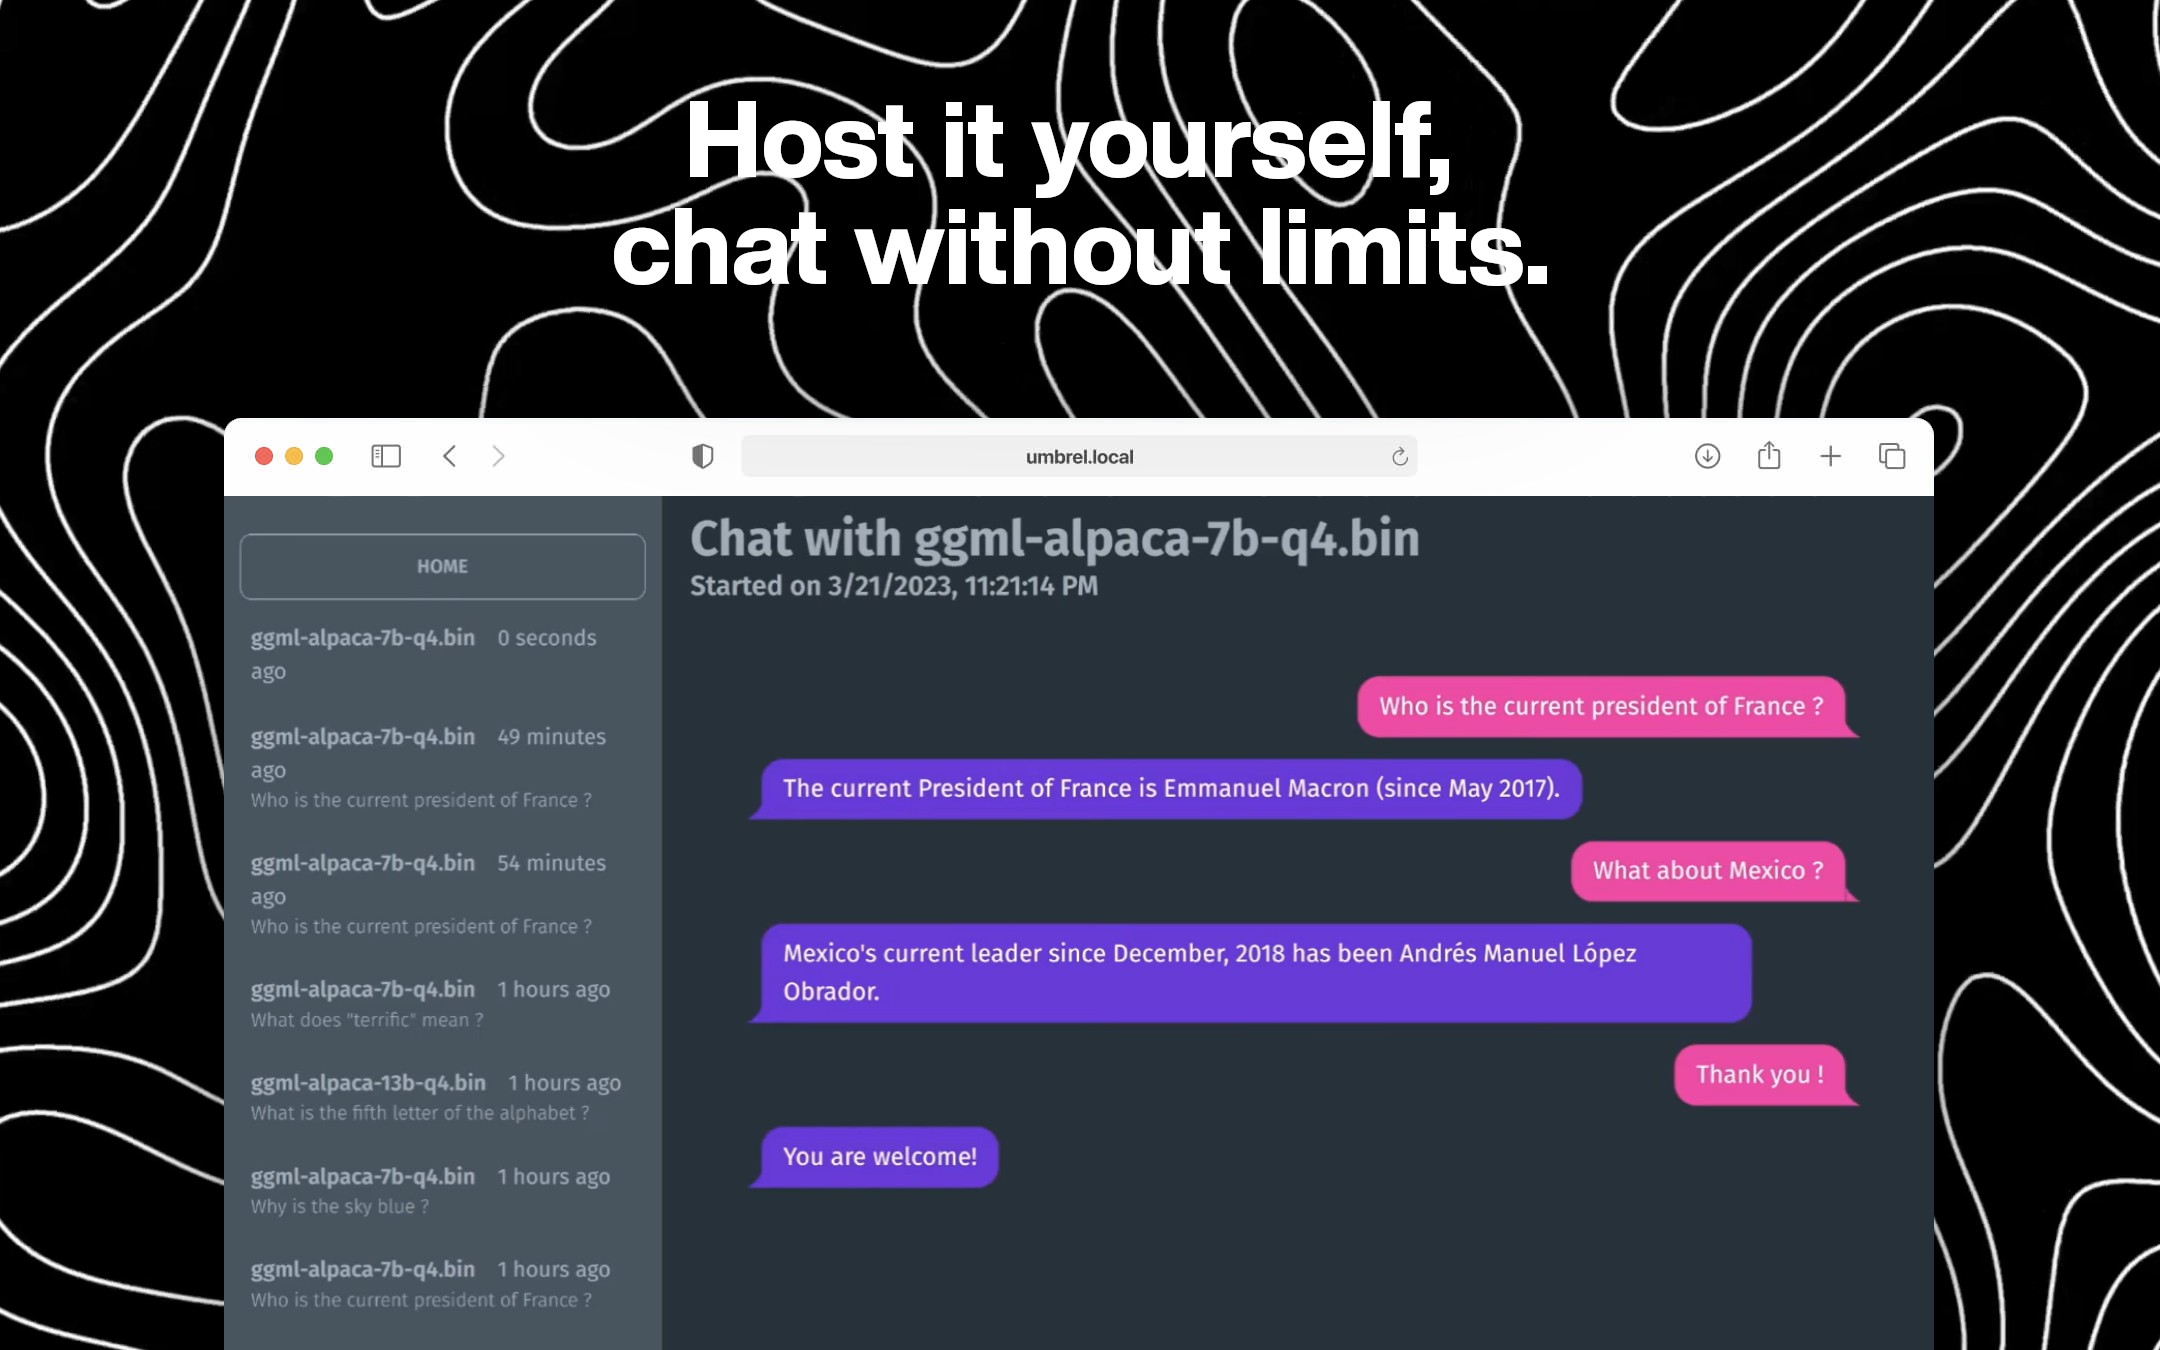 Host it yourself,
chat without limits.
umbrel.local
HOME
ggml-alpaca-7b-q4.bin 0 seconds
ago
ggml-alpaca-7b-q4.bin 49 minutes
ago
Who is the current president of France ?
ggml-alpaca-7b-q4.bin 54 minutes
ago
Who is the current president of France ?
ggml-alpaca-7b-q4.bin 1 hours ago
What does "terrific" mean ?
ggml-alpaca-13b-q4.bin 1 hours ago
What is the fifth letter of the alphabet ?
ggml-alpaca-7b-q4.bin 1 hours ago
Why is the sky blue ?
ggml-alpaca-7b-q4.bin 1 hours ago
Who is the current president of France ?
Chat with ggml-alpaca-7b-q4.bin
Started on 3/21/2023, 11:21:14 PM
Who is the current president of France ?
The current President of France is Emmanuel Macron (since May 2017).
What about Mexico ?
Mexico's current leader since December, 2018 has been Andrés Manuel López
Obrador.
Thank you !
You are welcome!